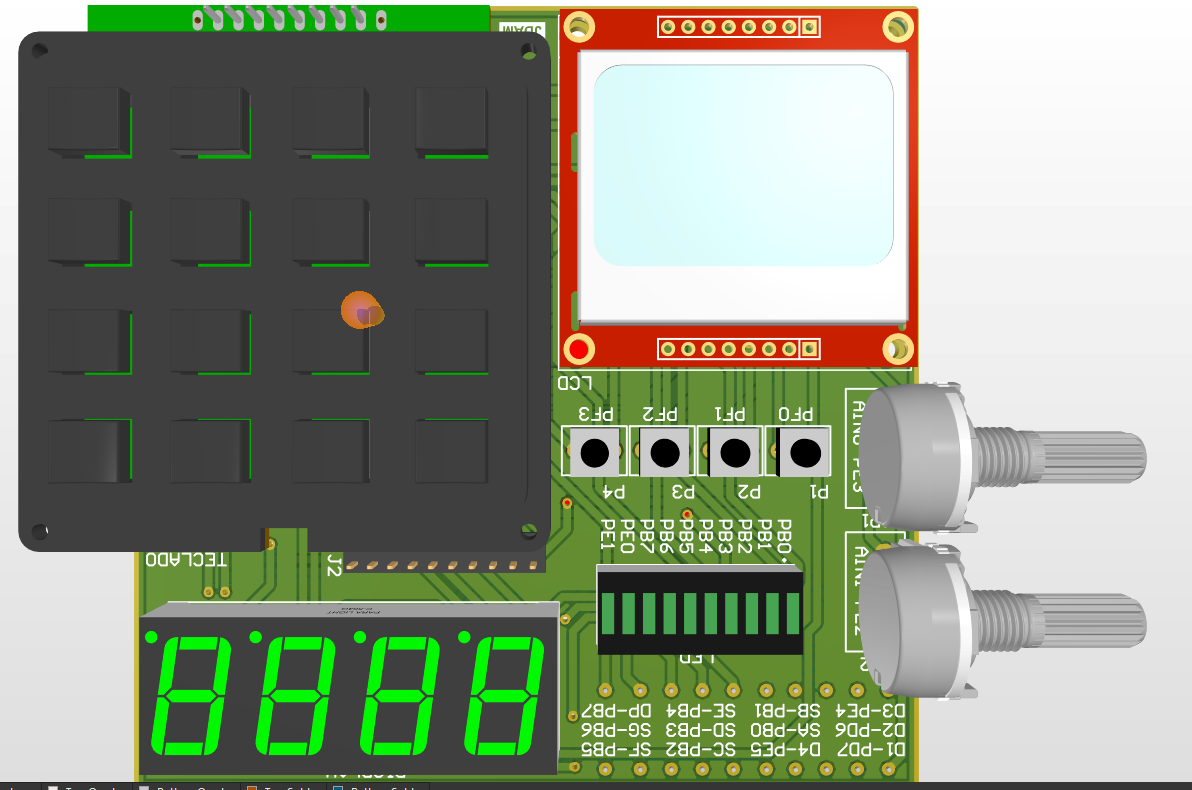 LCD
PF3 PF2 PF1 PF0
AIN0 PE3
P4 P3 P2 P1
PE1 PE0 PB7 PB6 PB5 PB4 PB3 PB2 PB1 PB0
TECLADO
J2
AIN1 PE2
PARA LIGHT
LED
DP-PB7 SE-PB4 SB-PB1 D3-PE4
SG-PB6 SD-PB3 SA-PB0 D2-PD6
SF-PB5 SC-PB2 D4-PE5 D1-PD7